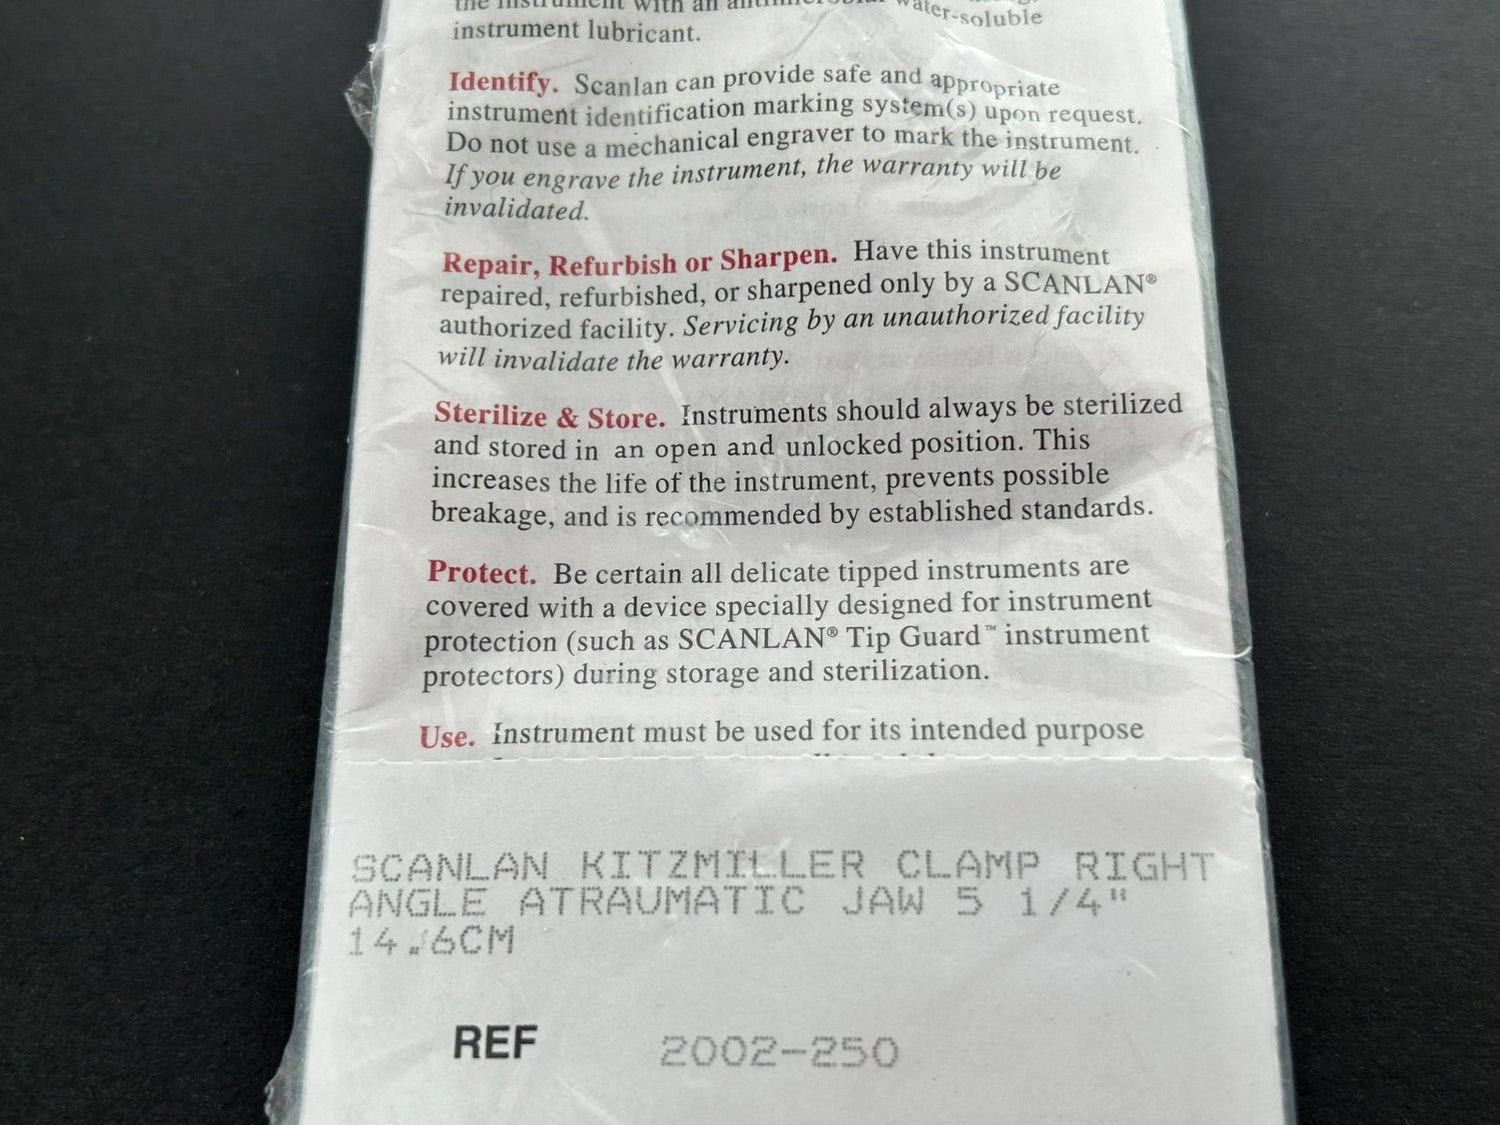 the instrument with an antimicrobial water-soluble
instrument lubricant.
Identify. Scanlan can provide safe and appropriate
instrument identification marking system(s) upon request.
Do not use a mechanical engraver to mark the instrument.
If you engrave the instrument, the warranty will be
invalidated.
Repair, Refurbish or Sharpen. Have this instrument
repaired, refurbished, or sharpened only by a SCANLAN®
authorized facility. Servicing by an unauthorized facility
will invalidate the warranty.
Sterilize & Store. Instruments should always be sterilized
and stored in an open and unlocked position. This
increases the life of the instrument, prevents possible
breakage, and is recommended by established standards.
Protect. Be certain all delicate tipped instruments are
covered with a device specially designed for instrument
protection (such as SCANLAN® Tip Guard™ instrument
protectors) during storage and sterilization.
Use. Instrument must be used for its intended purpose
SCANLAN KITZMILLER CLAMP RIGHT
ANGLE ATRAUMATIC JAW 5 1/4"
14.6CM
REF 2002-250